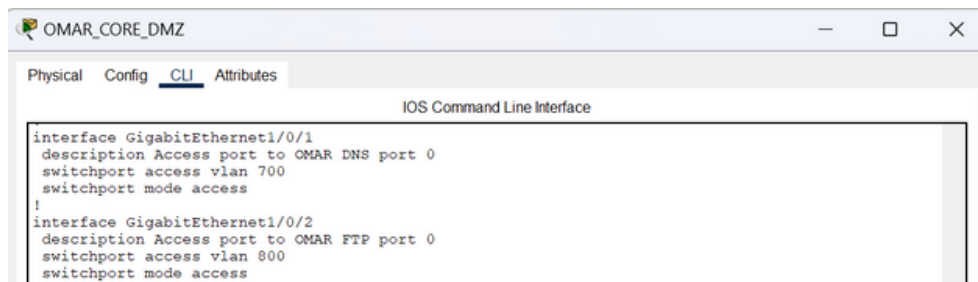 OMAR_CORE_DMZ
Physical Config CLI Attributes
IOS Command Line Interface
interface GigabitEthernet1/0/1
description Access port to OMAR DNS port 0
switchport access vlan 700
switchport mode access
!
interface GigabitEthernet1/0/2
description Access port to OMAR FTP port 0
switchport access vlan 800
switchport mode access